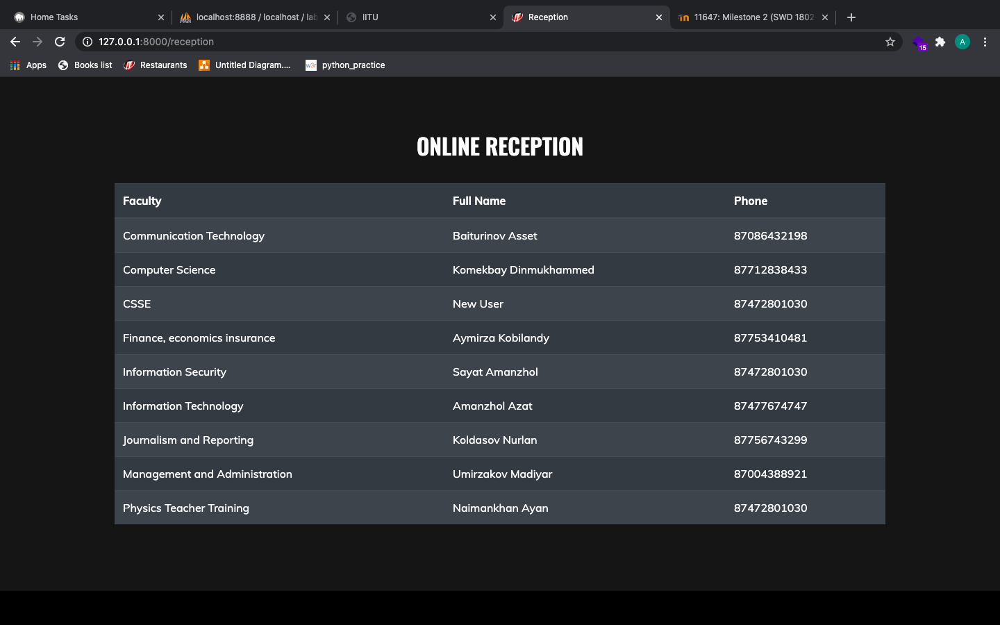 Home Tasks
localhost:8888 / localhost / lab
IITU
Reception
11647: Milestone 2 (SWD 1802
127.0.0.1:8000/reception
15
A
Apps
Books list
Restaurants
Untitled Diagram....
w3r python_practice
ONLINE RECEPTION
Faculty Full Name Phone
Communication Technology Baiturinov Asset 87086432198
Computer Science Komekbay Dinmukhammed 87712838433
CSSE New User 87472801030
Finance, economics insurance Aymirza Kobilandy 87753410481
Information Security Sayat Amanzhol 87472801030
Information Technology Amanzhol Azat 87477674747
Journalism and Reporting Koldasov Nurlan 87756743299
Management and Administration Umirzakov Madiyar 87004388921
Physics Teacher Training Naimankhan Ayan 87472801030